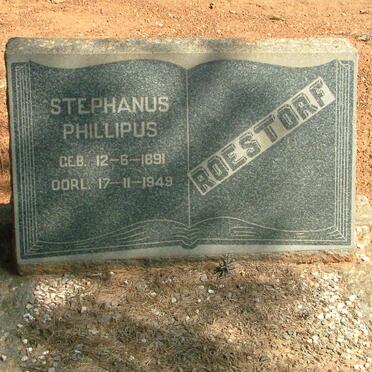 STEPHANUS
PHILLIPUS
GEB. 12-6-1891
OORL. 17-11-1949
ROESTORF